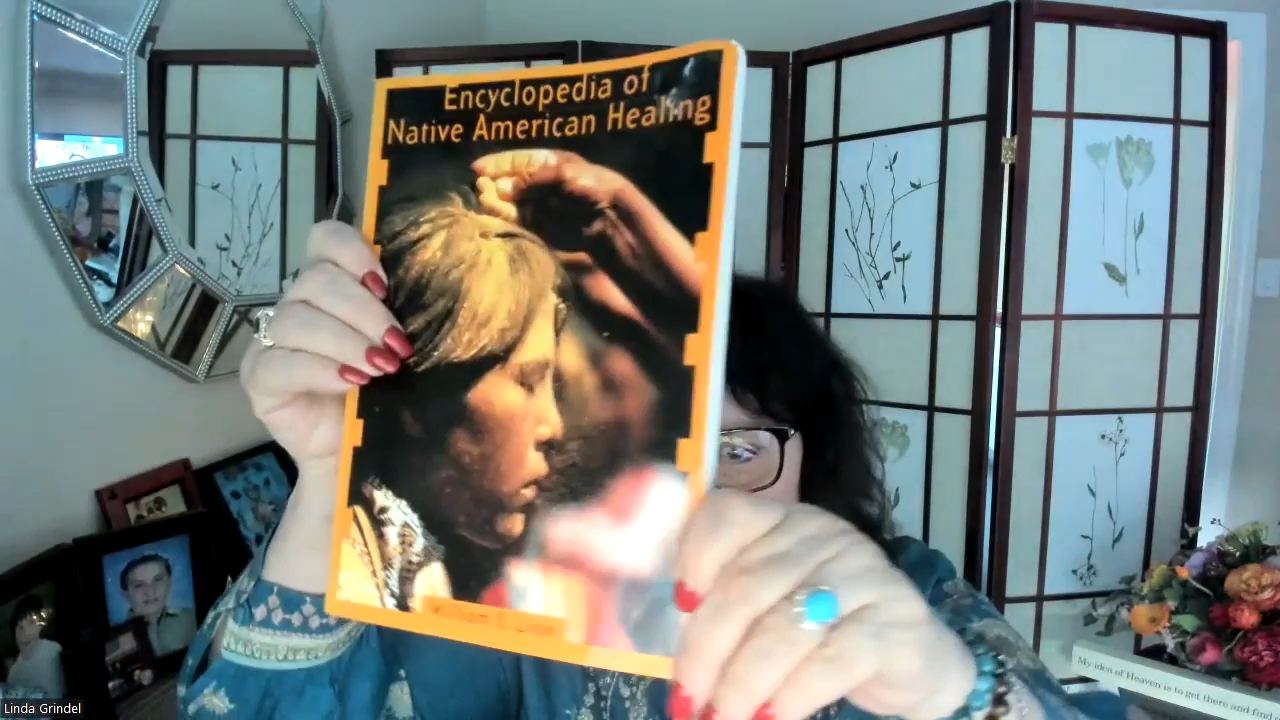 Encyclopedia of
Native American Healing
My idea of Heaven is to get there and find
Linda Grindel